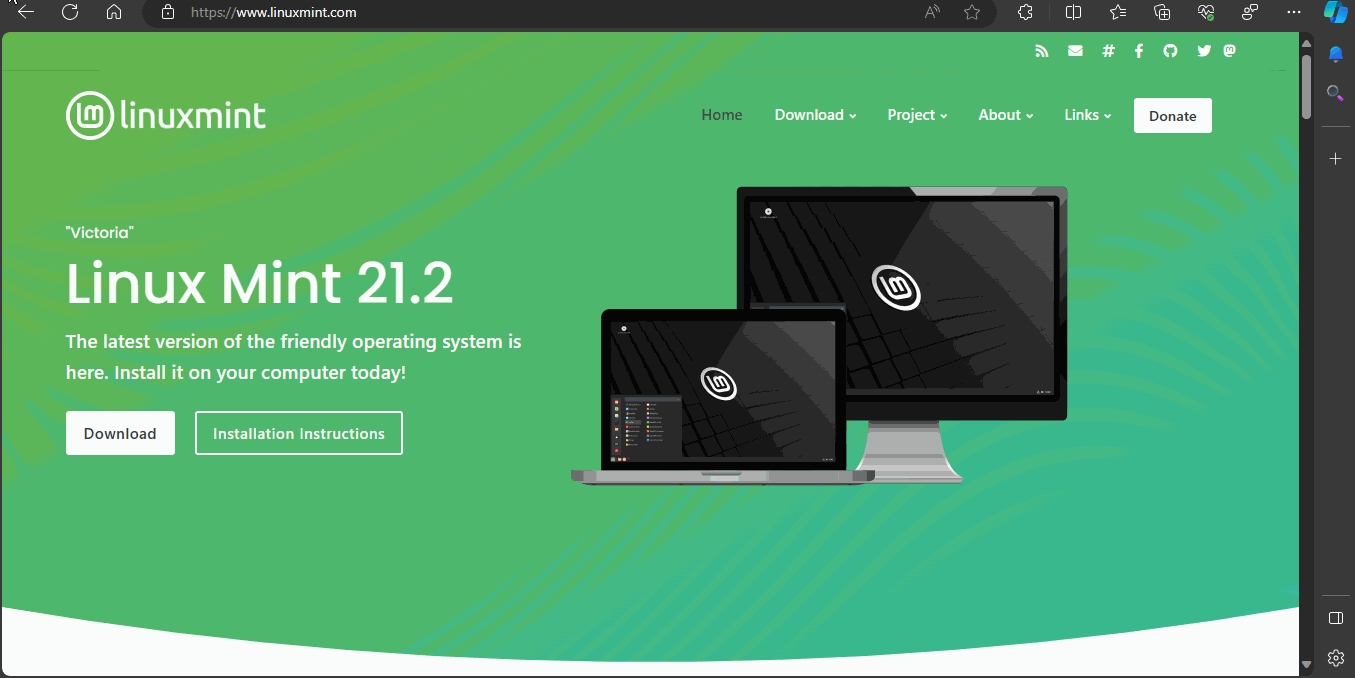 https://www.linuxmint.com
linuxmint
Home
Download
Project
About
Links
Donate
"Victoria"
Linux Mint 21.2
The latest version of the friendly operating system is
here. Install it on your computer today!
Download
Installation Instructions